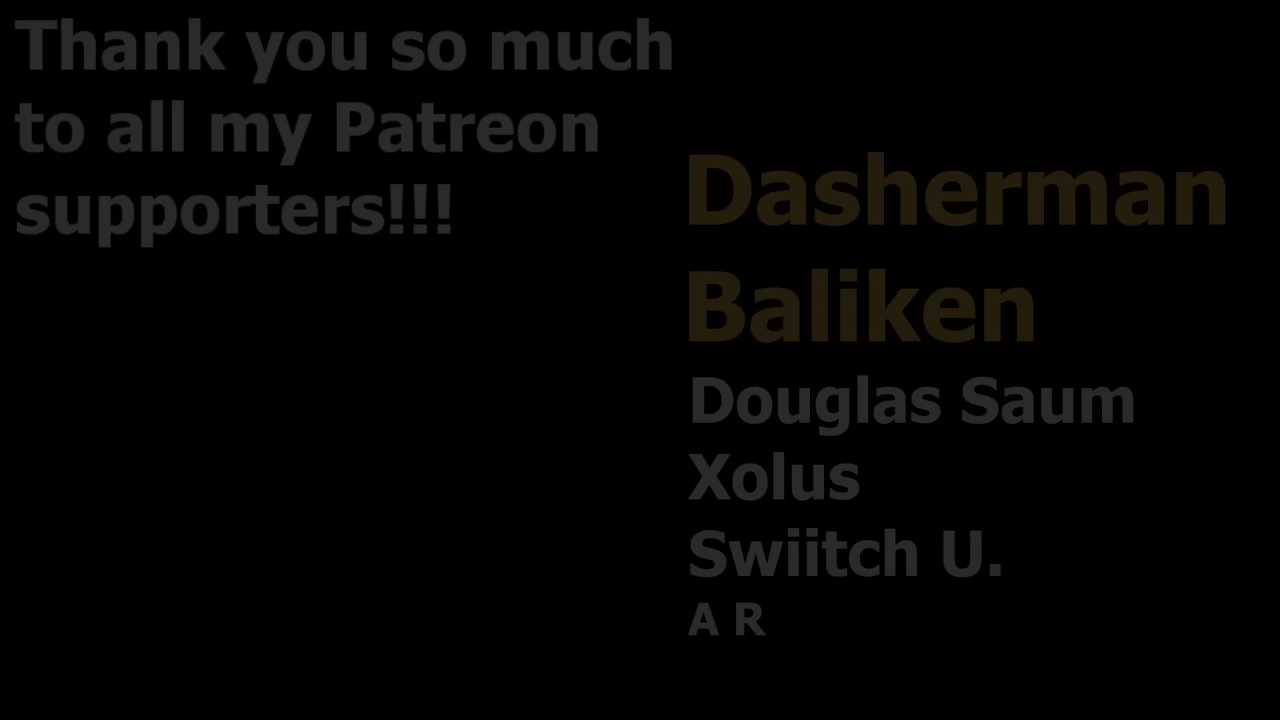 Thank you so much
to all my Patreon
supporters!!!
Dasherman
Baliken
Douglas Saum
Xolus
Swiitch U.
A R